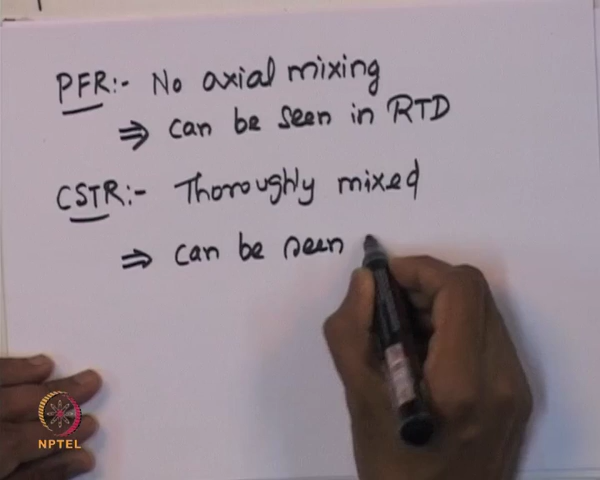 PFR:- No axial mixing
⇒ can be seen in RTD
CSTR:- Thoroughly mixed
⇒ can be seen
NPTEL